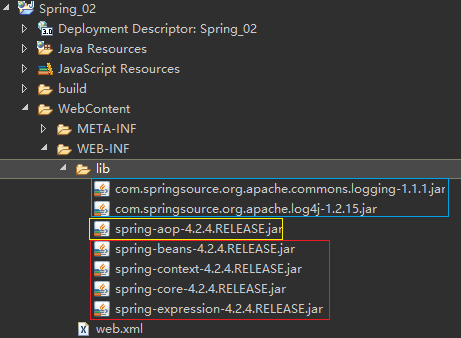 Spring_02
Deployment Descriptor: Spring_02
Java Resources
JavaScript Resources
build
WebContent
META-INF
WEB-INF
lib
com.springsource.org.apache.commons.logging-1.1.1.jar
com.springsource.org.apache.log4j-1.2.15.jar
spring-aop-4.2.4.RELEASE.jar
spring-beans-4.2.4.RELEASE.jar
spring-context-4.2.4.RELEASE.jar
spring-core-4.2.4.RELEASE.jar
spring-expression-4.2.4.RELEASE.jar
web.xml